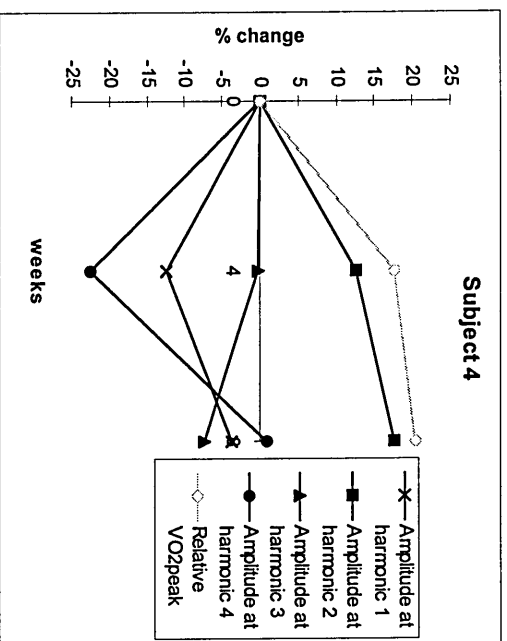 Subject 4
% change
25
20
15
10
5
0
-5
-10
-15
-20
-25
0
4
weeks
Amplitude at
harmonic 1
Amplitude at
harmonic 2
Amplitude at
harmonic 3
Amplitude at
harmonic 4
Relative
VO2peak